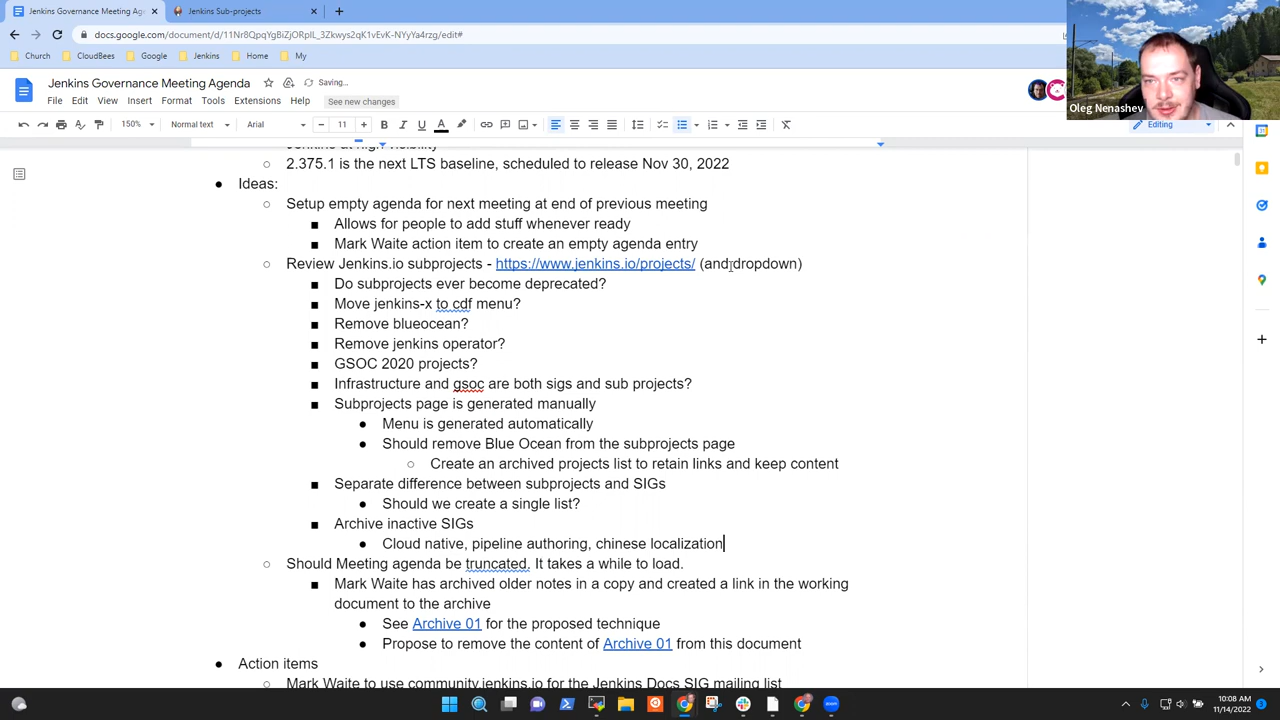 Jenkins Governance Meeting Age
Jenkins Sub-projects
docs.google.com/document/d/11Nr8QpqYgBiZjORpIL_3Zkwys2qK1vEvK-NYyYa4rzg/edit#
Church
CloudBees
Google
Jenkins
Home
My
Jenkins Governance Meeting Agenda
Saving...
File Edit View Insert Format Tools Extensions Help
See new changes
Oleg Nenashev
150%
Normal text
Arial
11
Editing
Jenkins at high visibility
2.375.1 is the next LTS baseline, scheduled to release Nov 30, 2022
Ideas:
Setup empty agenda for next meeting at end of previous meeting
Allows for people to add stuff whenever ready
Mark Waite action item to create an empty agenda entry
Review Jenkins.io subprojects - https://www.jenkins.io/projects/ (and dropdown)
Do subprojects ever become deprecated?
Move jenkins-x to cdf menu?
Remove blueocean?
Remove jenkins operator?
GSOC 2020 projects?
Infrastructure and gsoc are both sigs and sub projects?
Subprojects page is generated manually
Menu is generated automatically
Should remove Blue Ocean from the subprojects page
Create an archived projects list to retain links and keep content
Separate difference between subprojects and SIGs
Should we create a single list?
Archive inactive SIGs
Cloud native, pipeline authoring, chinese localization
Should Meeting agenda be truncated. It takes a while to load.
Mark Waite has archived older notes in a copy and created a link in the working
document to the archive
See Archive 01 for the proposed technique
Propose to remove the content of Archive 01 from this document
Action items
Mark Waite to use community.jenkins.io for the Jenkins Docs SIG mailing list
10:08 AM
11/14/2022